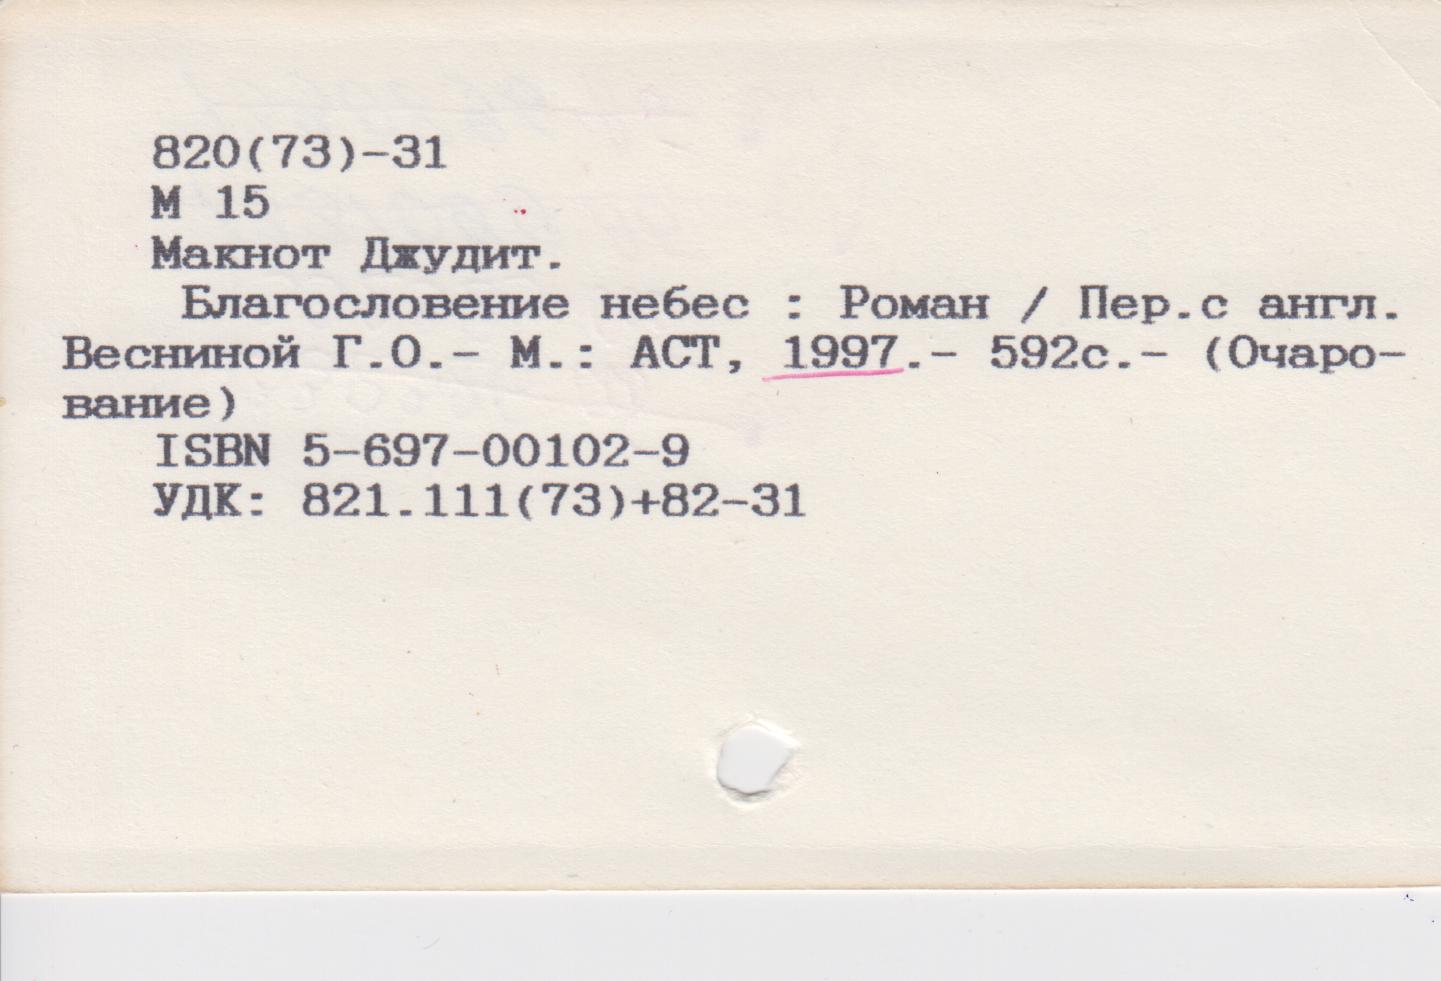 820(73)-31
М 15
Макнот Джудит.
Благословение небес : Роман / Пер.с англ.
Весниной Г.О.- М.: АСТ, 1997.- 592с.- (Очаро-
вание)
ISBN 5-697-00102-9
УДК: 821.111(73)+82-31